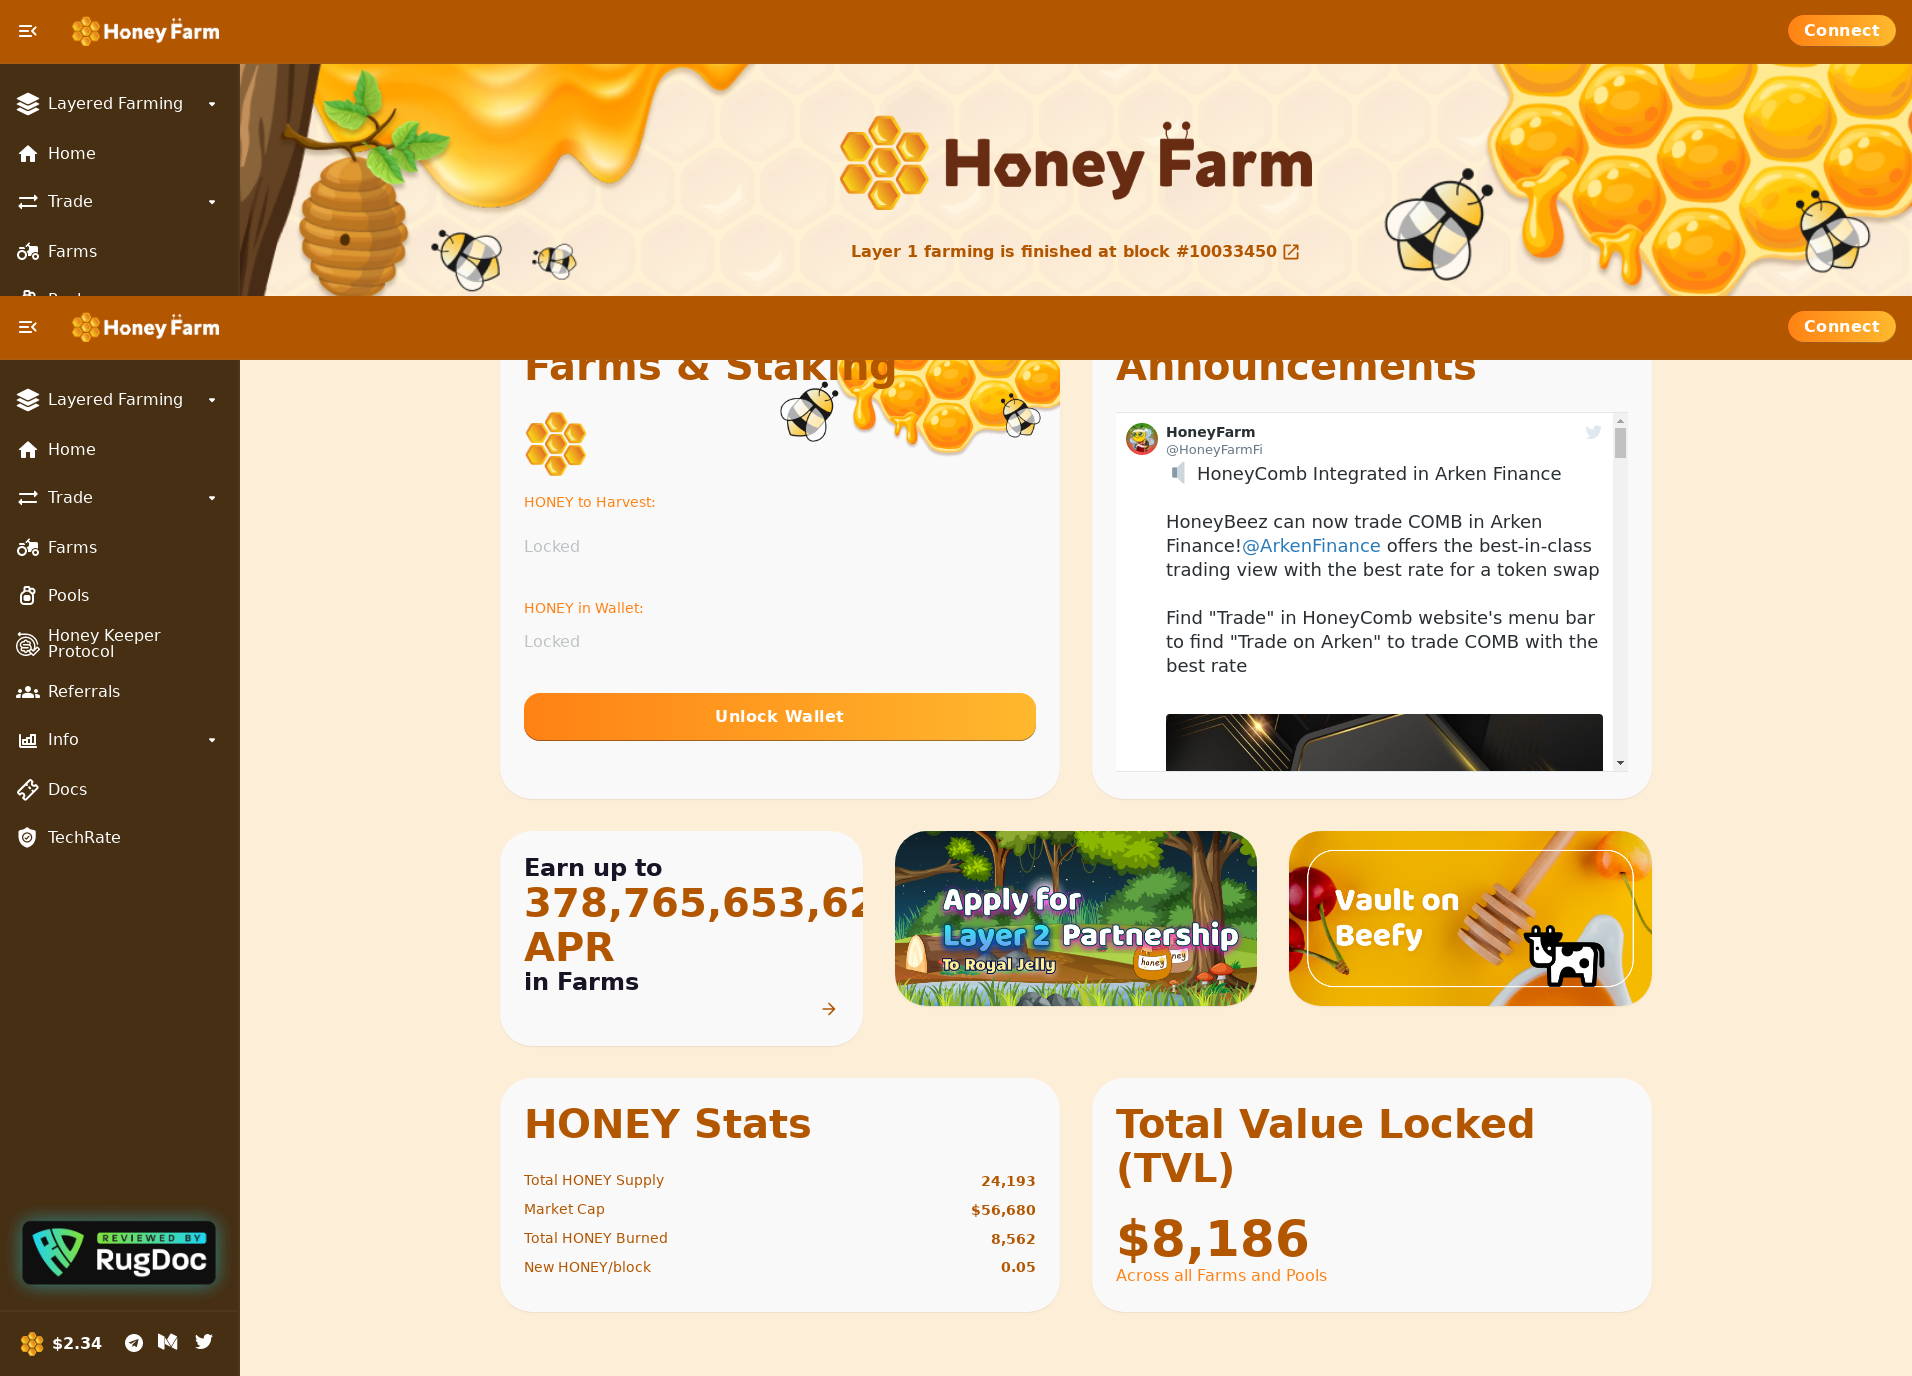 Honey Farm
Connect
Layered Farming
Home
Trade
Farms
Honey Farm
Layer 1 farming is finished at block #10033450
Honey Farm
Connect
Layered Farming
Home
Trade
Farms
Pools
Honey Keeper
Protocol
Referrals
Info
Docs
TechRate
REVIEWED BY
RugDoc
$2.34
Farms & Staking
HONEY to Harvest:
Locked
HONEY in Wallet:
Locked
Unlock Wallet
Announcements
HoneyFarm
@HoneyFarmFi
HoneyComb Integrated in Arken Finance
HoneyBeez can now trade COMB in Arken
Finance!@ArkenFinance offers the best-in-class
trading view with the best rate for a token swap
Find "Trade" in HoneyComb website's menu bar
to find "Trade on Arken" to trade COMB with the
best rate
Earn up to
378,765,653,62
APR
in Farms
Apply for
Layer 2 Partnership
To Royal Jelly
honey
Vault on
Beefy
HONEY Stats
Total HONEY Supply 24,193
Market Cap $56,680
Total HONEY Burned 8,562
New HONEY/block 0.05
Total Value Locked
(TVL)
$8,186
Across all Farms and Pools